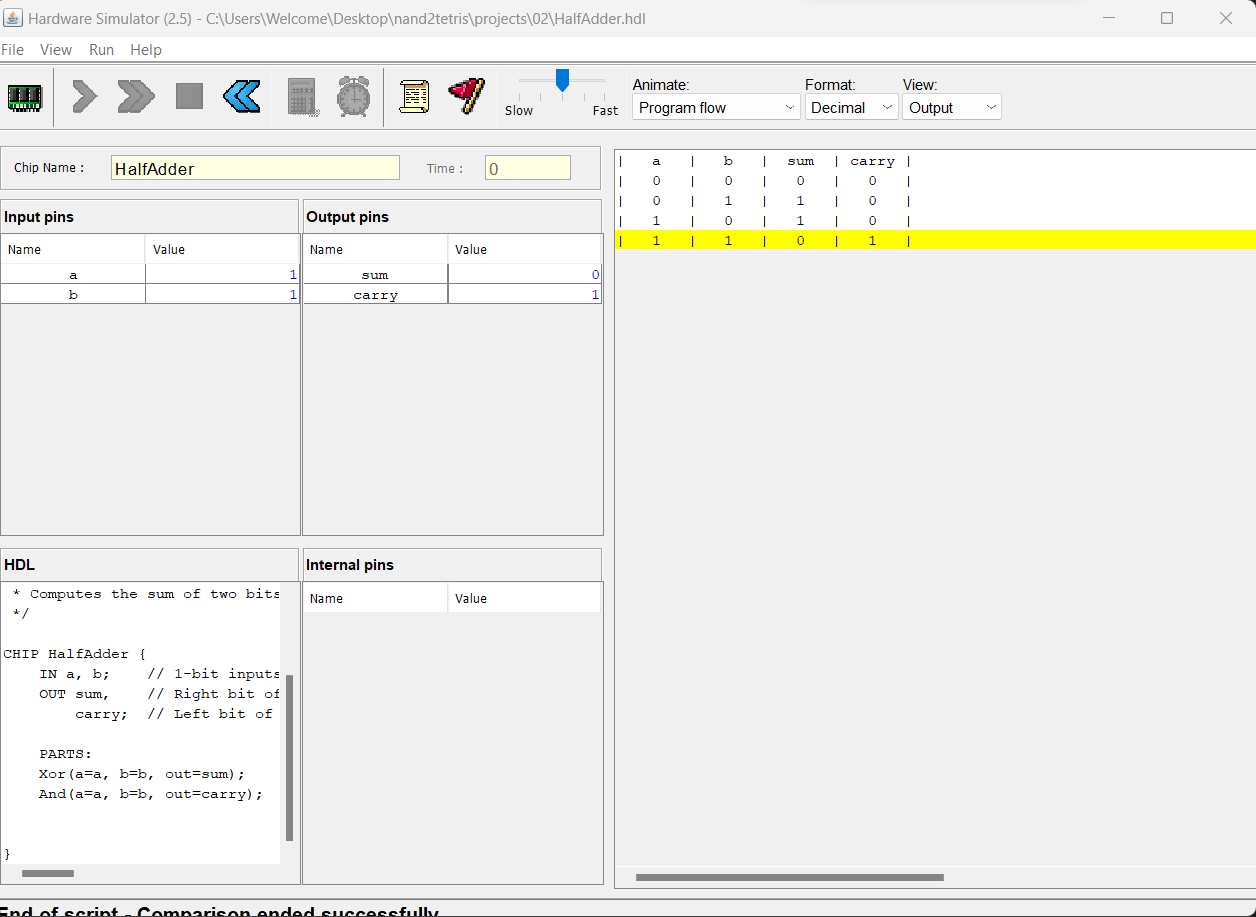 Hardware Simulator (2.5) - C:\Users\Welcome\Desktop\nand2tetris\projects\02\HalfAdder.hdl
File View Run Help
Slow Fast
Animate: Format: View:
Program flow Decimal Output
Chip Name : HalfAdder Time : 0
Input pins
Name Value
a 1
b 1
Output pins
Name Value
sum 0
carry 1
HDL
* Computes the sum of two bits
*/
CHIP HalfAdder {
IN a, b; // 1-bit inputs
OUT sum, // Right bit of
carry; // Left bit of
PARTS:
Xor(a=a, b=b, out=sum);
And(a=a, b=b, out=carry);
}
Internal pins
Name Value
| a | b | sum | carry |
| 0 | 0 | 0 | 0 |
| 0 | 1 | 1 | 0 |
| 1 | 0 | 1 | 0 |
| 1 | 1 | 0 | 1 |
End of script - Comparison ended successfully